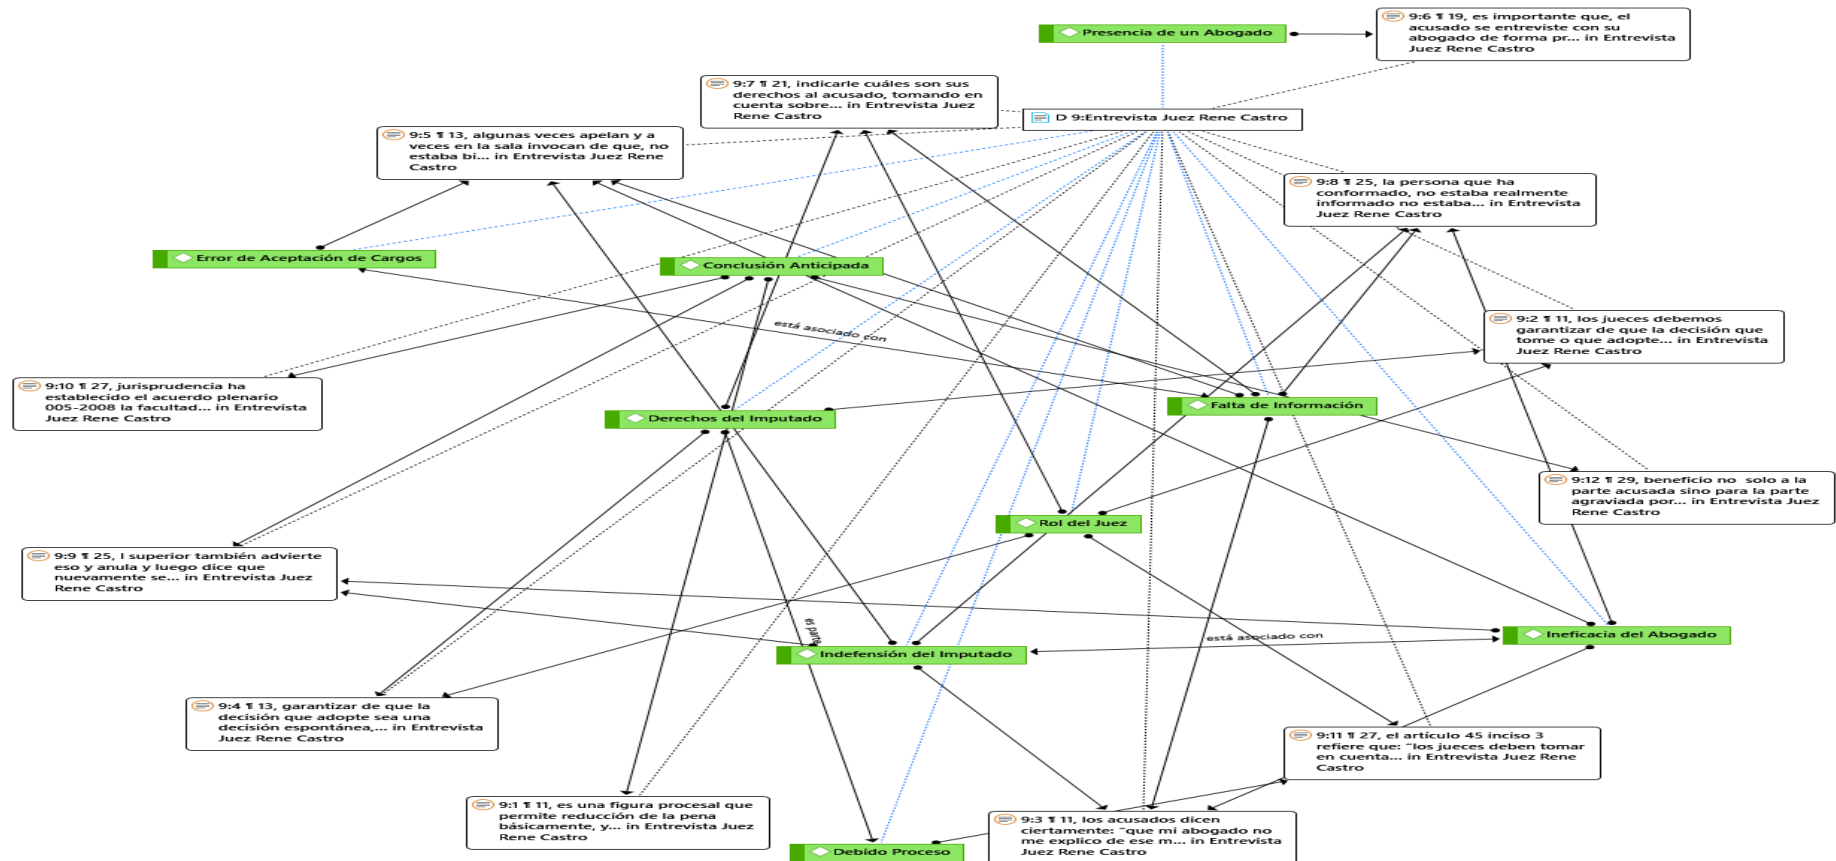 9:6 ¶ 19, es importante que, el
acusado se entreviste con su
abogado de forma pr... in Entrevista
Juez Rene Castro
Presencia de un Abogado
9:7 ¶ 21, indicarle cuáles son sus
derechos al acusado, tomando en
cuenta sobre... in Entrevista Juez
Rene Castro
D 9:Entrevista Juez Rene Castro
9:5 ¶ 13, algunas veces apelan y a
veces en la sala invocan de que, no
estaba bi... in Entrevista Juez Rene
Castro
9:8 ¶ 25, la persona que ha
conformado, no estaba realmente
informado no estaba... in Entrevista
Juez Rene Castro
Error de Aceptación de Cargos
Conclusión Anticipada
está asociado con
9:2 ¶ 11, los jueces debemos
garantizar de que la decisión que
tome o que adopte... in Entrevista
Juez Rene Castro
9:10 ¶ 27, jurisprudencia ha
establecido el acuerdo plenario
005-2008 la facultad... in Entrevista
Juez Rene Castro
Derechos del Imputado
Falta de Información
9:12 ¶ 29, beneficio no  solo a la
parte acusada sino para la parte
agraviada por... in Entrevista Juez
Rene Castro
Rol del Juez
9:9 ¶ 25, l superior también advierte
eso y anula y luego dice que
nuevamente se... in Entrevista Juez
Rene Castro
es parte
Indefensión del Imputado
está asociado con
Ineficacia del Abogado
9:4 ¶ 13, garantizar de que la
decisión que adopte sea una
decisión espontánea,... in Entrevista
Juez Rene Castro
9:11 ¶ 27, el artículo 45 inciso 3
refiere que: “los jueces deben tomar
en cuenta... in Entrevista Juez Rene
Castro
9:1 ¶ 11, es una figura procesal que
permite reducción de la pena
básicamente, y... in Entrevista Juez
Rene Castro
9:3 ¶ 11, los acusados dicen
ciertamente: “que mi abogado no
me explico de ese m... in Entrevista
Juez Rene Castro
Debido Proceso